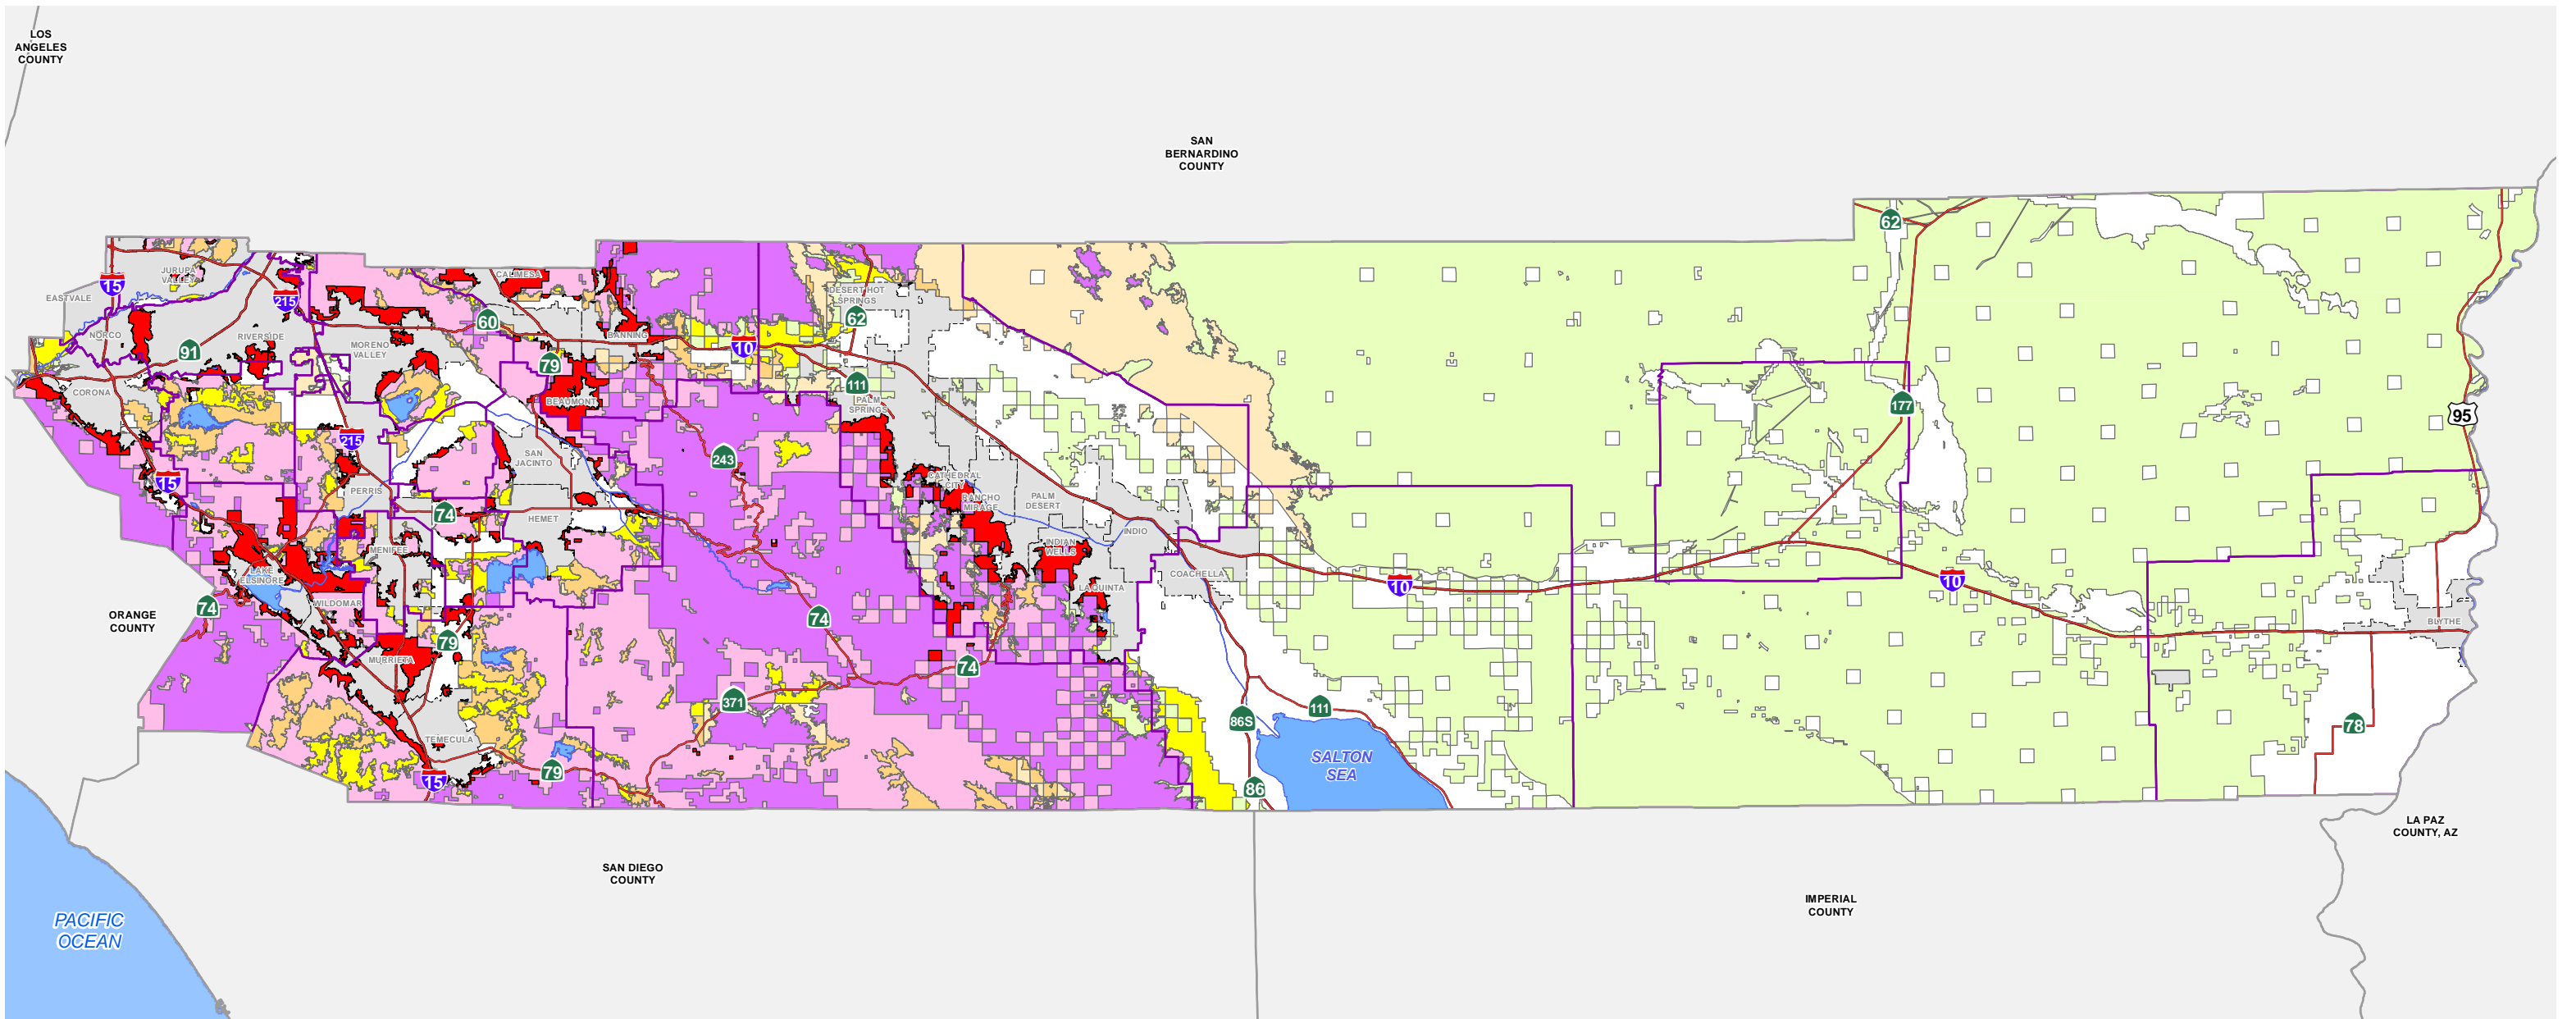 LOS
ANGELES
COUNTY
SAN
BERNARDINO
COUNTY
62
JURUPA
VALLEY
CALIMESA
15
EASTVALE
215
DESERT HOT
SPRINGS
60
62
NORCO
RIVERSIDE
BANNING
91
MORENO
VALLEY
10
79
111
CORONA
BEAUMONT
PALM
SPRINGS
177
95
215
SAN
JACINTO
243
15
CATHEDRAL
CITY
PERRIS
RANCHO
MIRAGE
PALM
DESERT
74
HEMET
INDIO
MENIFEE
INDIAN
WELLS
LAKE
ELSINORE
COACHELLA
10
10
LA QUINTA
WILDOMAR
74
ORANGE
COUNTY
74
BLYTHE
79
MURRIETA
74
371
111
86S
78
TEMECULA
SALTON
SEA
79
15
86
LA PAZ
COUNTY, AZ
SAN DIEGO
COUNTY
IMPERIAL
COUNTY
PACIFIC
OCEAN